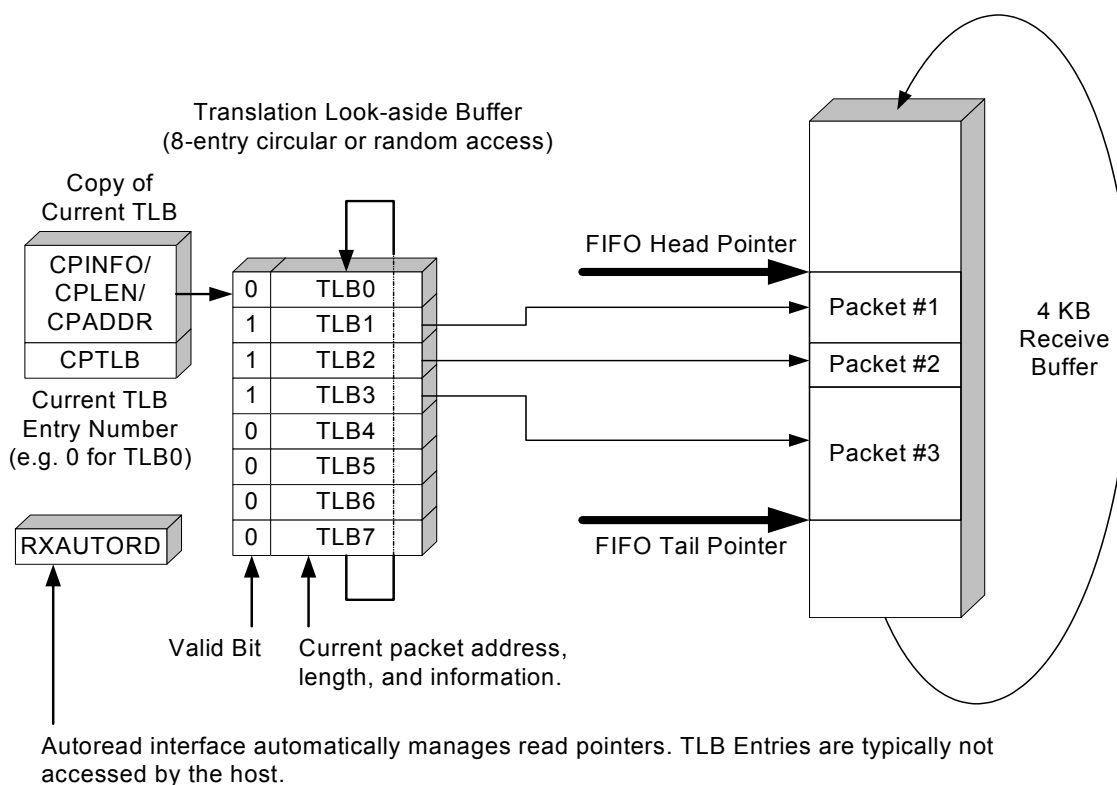 Translation Look-aside Buffer
(8-entry circular or random access)
Copy of
Current TLB
CPINFO/
CPLEN/
CPADDR
CPTLB
Current TLB
Entry Number
(e.g. 0 for TLB0)
RXAUTORD
0 TLB0
1 TLB1
1 TLB2
1 TLB3
0 TLB4
0 TLB5
0 TLB6
0 TLB7
Valid Bit
Current packet address,
length, and information.
FIFO Head Pointer
FIFO Tail Pointer
Packet #1
Packet #2
Packet #3
4 KB
Receive
Buffer
Autoread interface automatically manages read pointers. TLB Entries are typically not
accessed by the host.